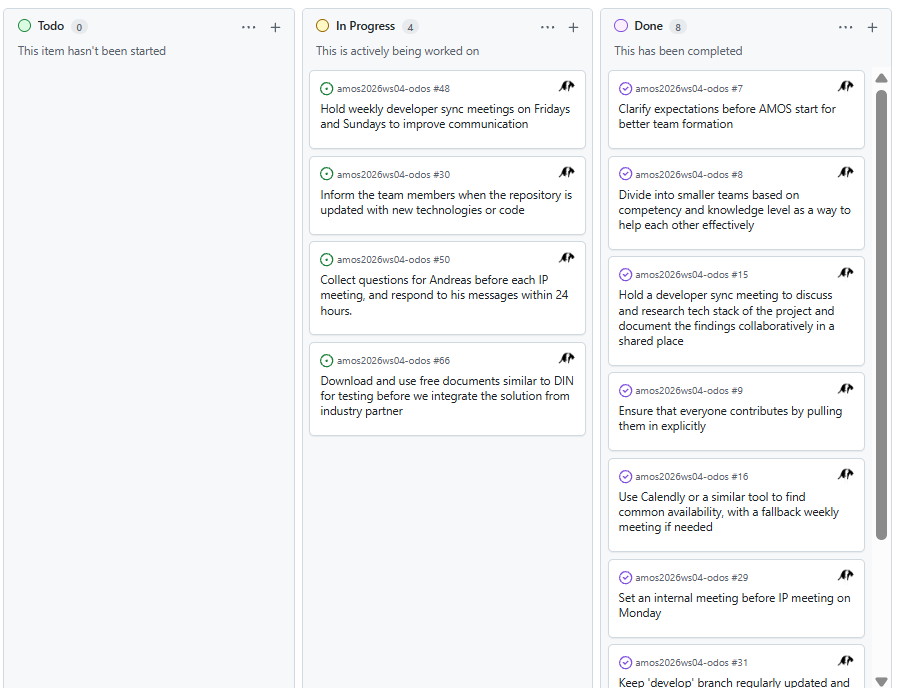 Todo 0
This item hasn't been started
In Progress 4
This is actively being worked on
amos2026ws04-odos #48
Hold weekly developer sync meetings on Fridays
and Sundays to improve communication
amos2026ws04-odos #30
Inform the team members when the repository is
updated with new technologies or code
amos2026ws04-odos #50
Collect questions for Andreas before each IP
meeting, and respond to his messages within 24
hours.
amos2026ws04-odos #66
Download and use free documents similar to DIN
for testing before we integrate the solution from
industry partner
Done 8
This has been completed
amos2026ws04-odos #7
Clarify expectations before AMOS start for
better team formation
amos2026ws04-odos #8
Divide into smaller teams based on
competency and knowledge level as a way to
help each other effectively
amos2026ws04-odos #15
Hold a developer sync meeting to discuss
and research tech stack of the project and
document the findings collaboratively in a
shared place
amos2026ws04-odos #9
Ensure that everyone contributes by pulling
them in explicitly
amos2026ws04-odos #16
Use Calendly or a similar tool to find
common availability, with a fallback weekly
meeting if needed
amos2026ws04-odos #29
Set an internal meeting before IP meeting on
Monday
amos2026ws04-odos #31
Keep 'develop' branch regularly updated and